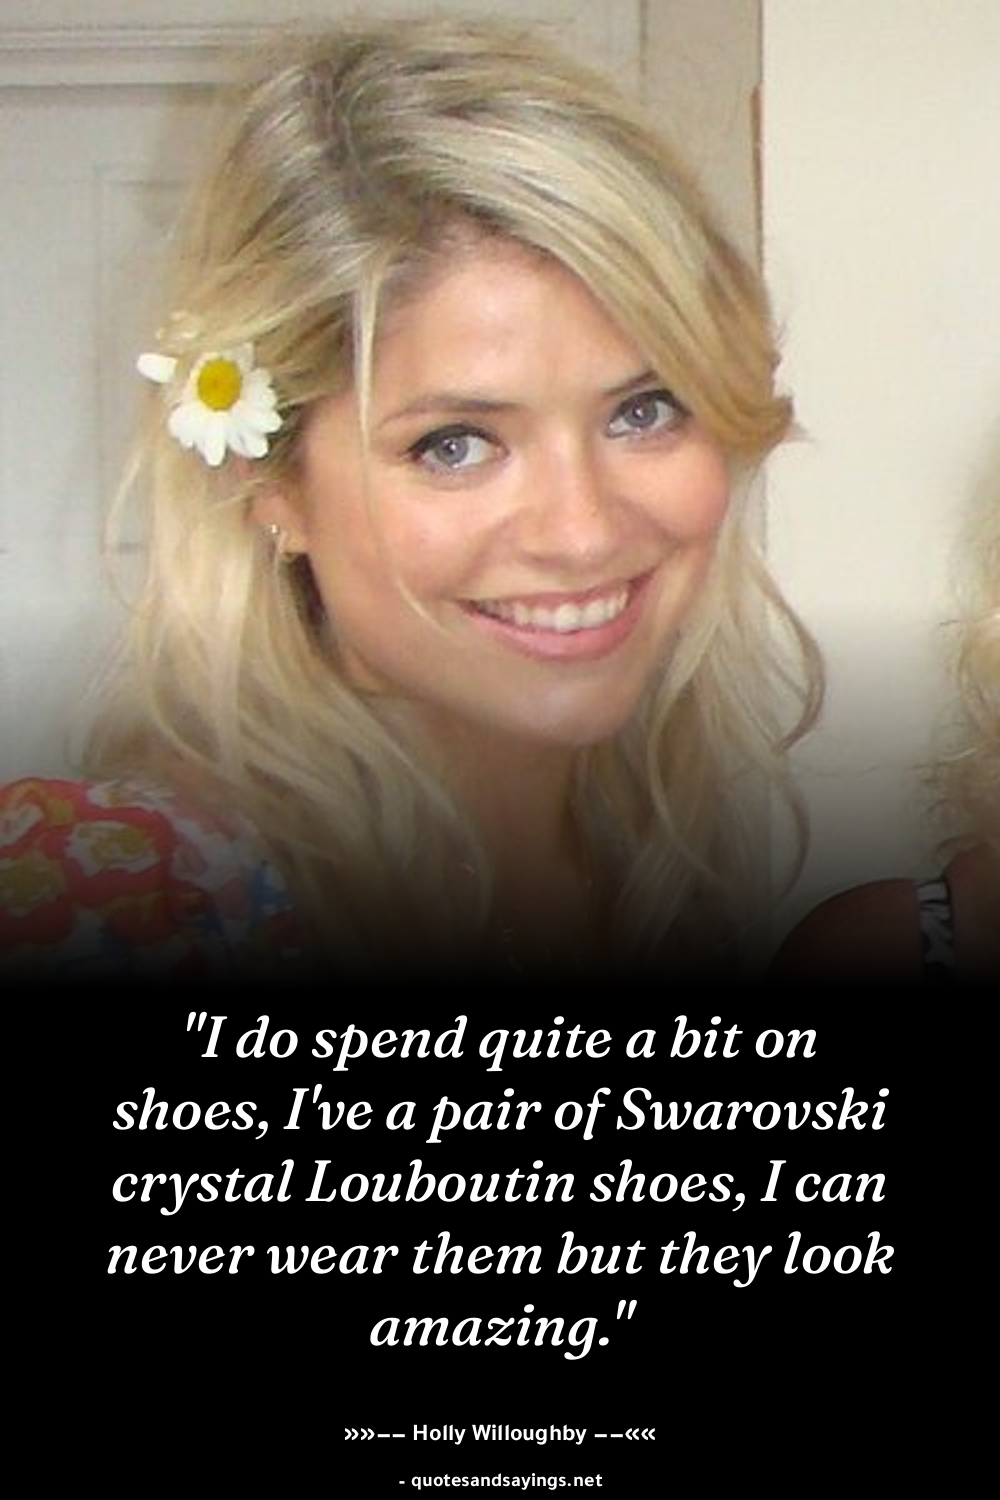 "I do spend quite a bit on
shoes, I've a pair of Swarovski
crystal Louboutin shoes, I can
never wear them but they look
amazing."
»»–– Holly Willoughby ––««
- quotesandsayings.net